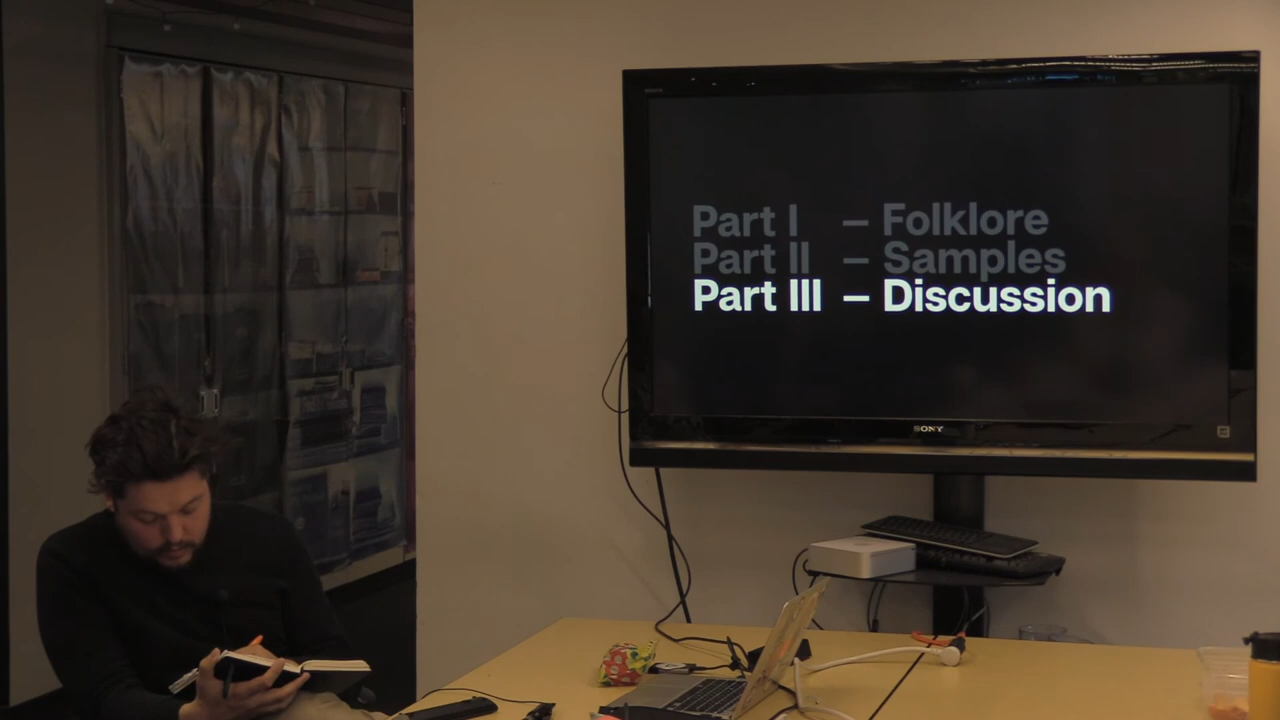 Part I – Folklore
Part II – Samples
Part III – Discussion
SONY